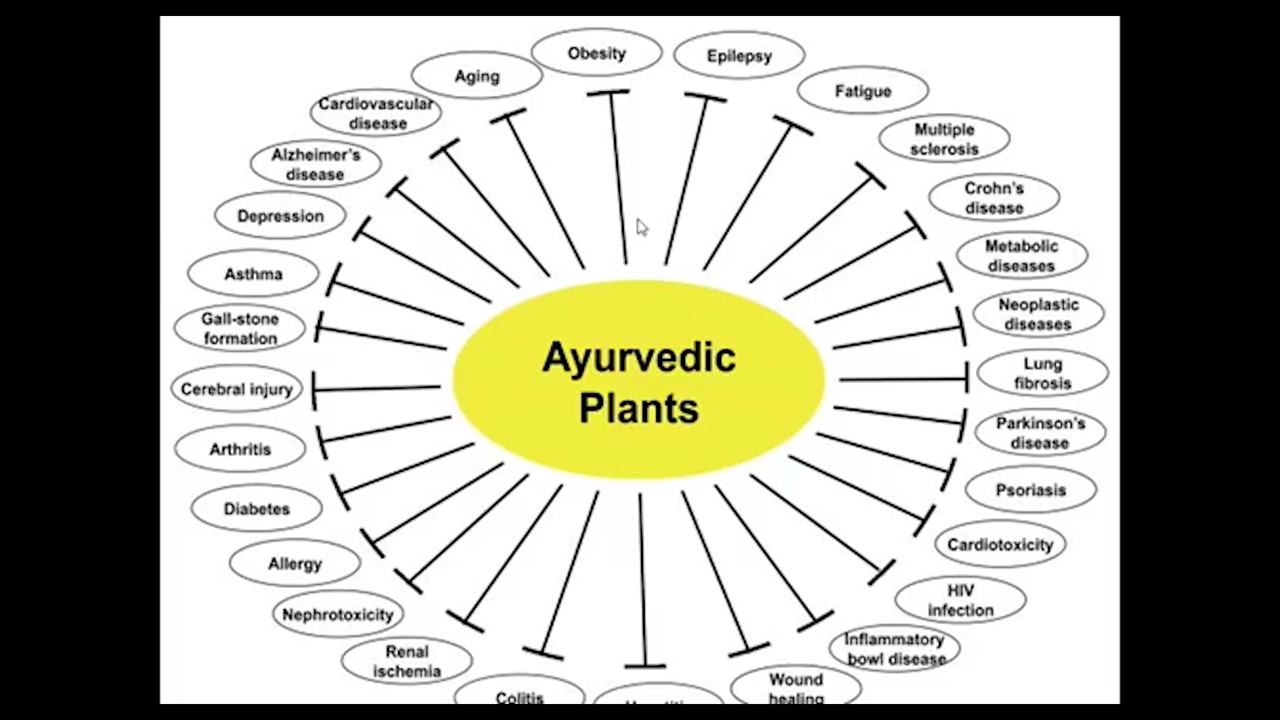 Obesity
Epilepsy
Aging
Fatigue
Cardiovascular
disease
Multiple
sclerosis
Alzheimer's
disease
Crohn's
disease
Depression
Metabolic
diseases
Asthma
Neoplastic
diseases
Gall-stone
formation
Ayurvedic
Plants
Lung
fibrosis
Cerebral injury
Parkinson's
disease
Arthritis
Psoriasis
Diabetes
Cardiotoxicity
Allergy
HIV
infection
Nephrotoxicity
Inflammatory
bowl disease
Renal
ischemia
Wound
healing
Colitis